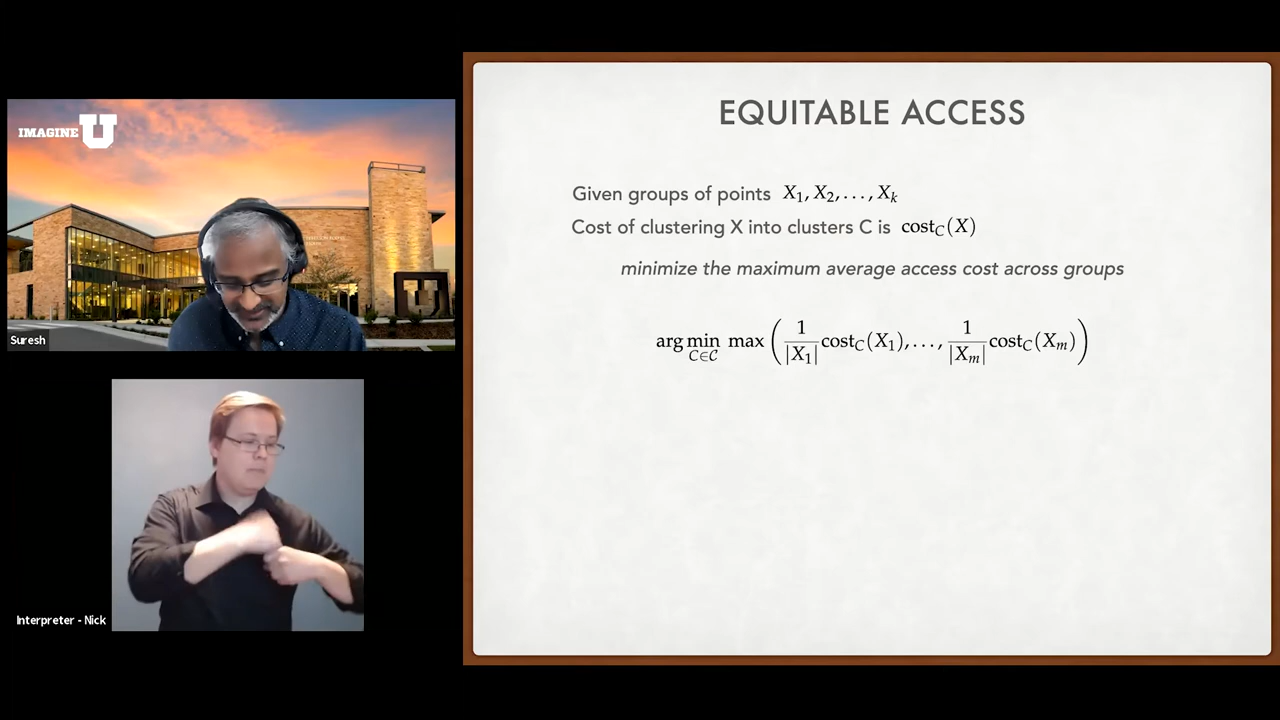 IMAGINE U
Suresh
Interpreter - Nick
EQUITABLE ACCESS
Given groups of points X₁, X₂, . . . , Xₖ
Cost of clustering X into clusters C is cost_C(X)
minimize the maximum average access cost across groups
arg min_{C∈𝒞} max ( 1/|X₁| cost_C(X₁), . . . , 1/|Xₘ| cost_C(Xₘ) )